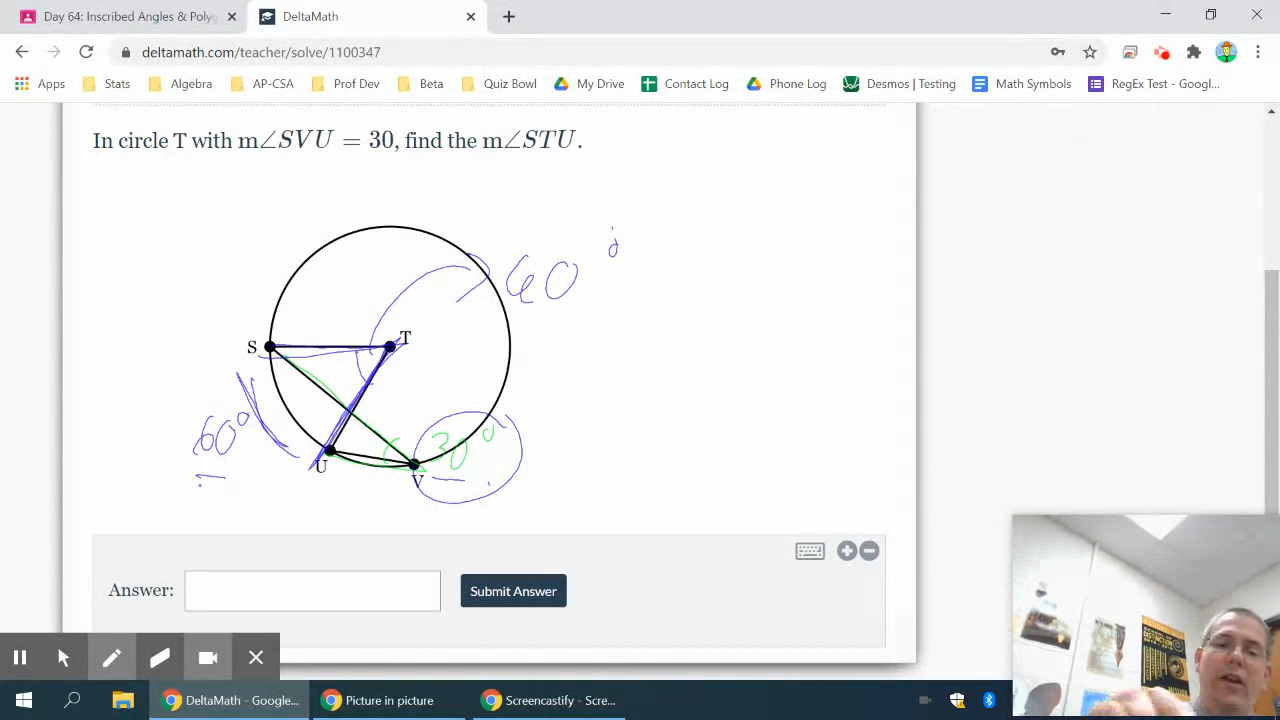 Day 64: Inscribed Angles & Polyg
DeltaMath
deltamath.com/teacher/solve/1100347
Apps Stats Algebra AP-CSA Prof Dev Beta Quiz Bowl My Drive Contact Log Phone Log Desmos | Testing Math Symbols RegEx Test - Googl...
In circle T with m∠SVU = 30, find the m∠STU.
60°
S
T
60°
30°
U
V
Answer:
Submit Answer
DeltaMath - Google...
Picture in picture
Screencastify - Scre...